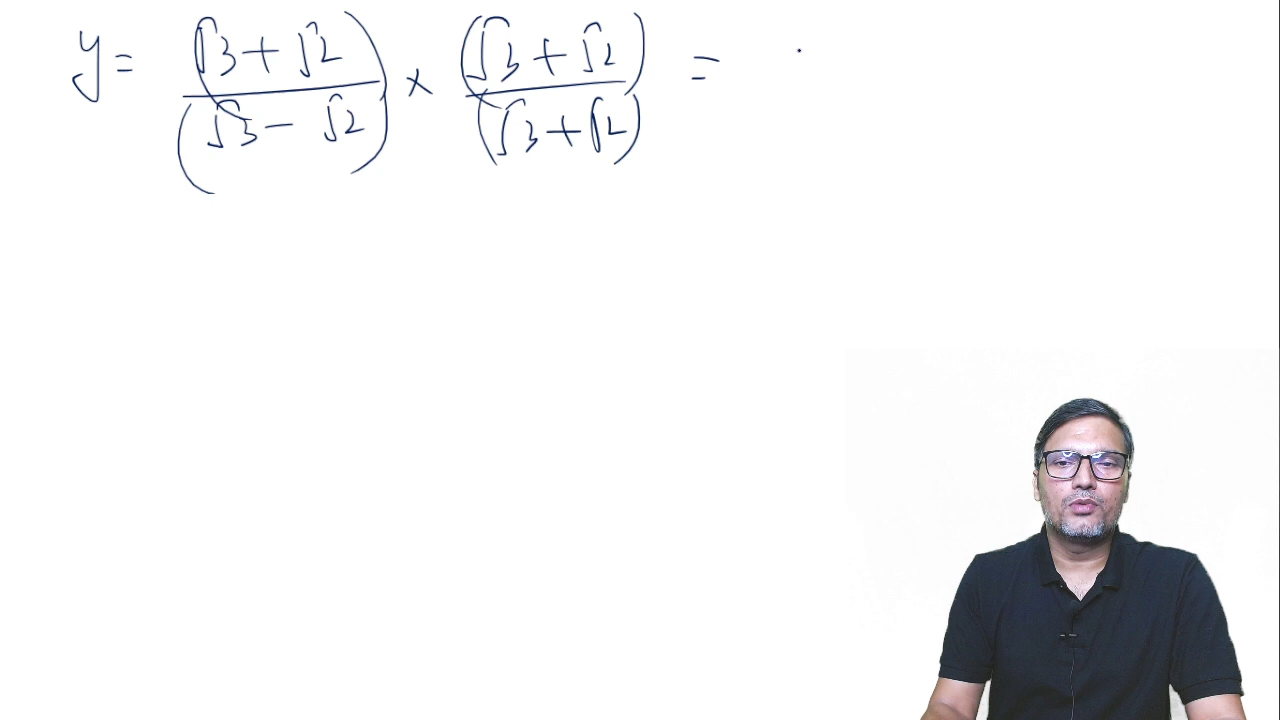 y = (√3 + √2)/(√3 - √2) × (√3 + √2)/(√3 + √2) =